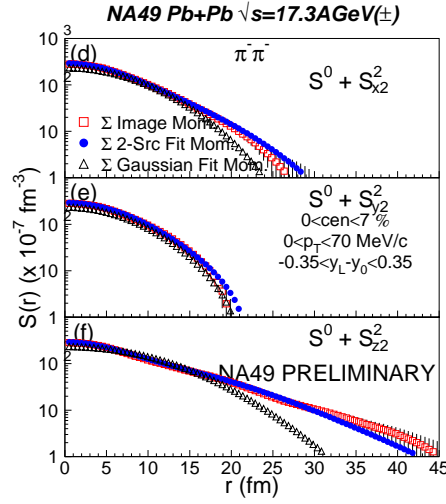 NA49 Pb+Pb √s=17.3AGeV(±)
10³
(d)
π⁻π⁻
S⁰ + S²x2
10²
Σ Image Mom
Σ 2-Src Fit Mom
Σ Gaussian Fit Mom
10
1
(e)
S⁰ + S²y2
0<cen<7 %
10²
0<pT<70 MeV/c
-0.35<yL-y0<0.35
10
1
S(r) (x 10⁻⁷ fm⁻³)
(f)
S⁰ + S²z2
10²
NA49 PRELIMINARY
10
1
0 5 10 15 20 25 30 35 40 45
r (fm)